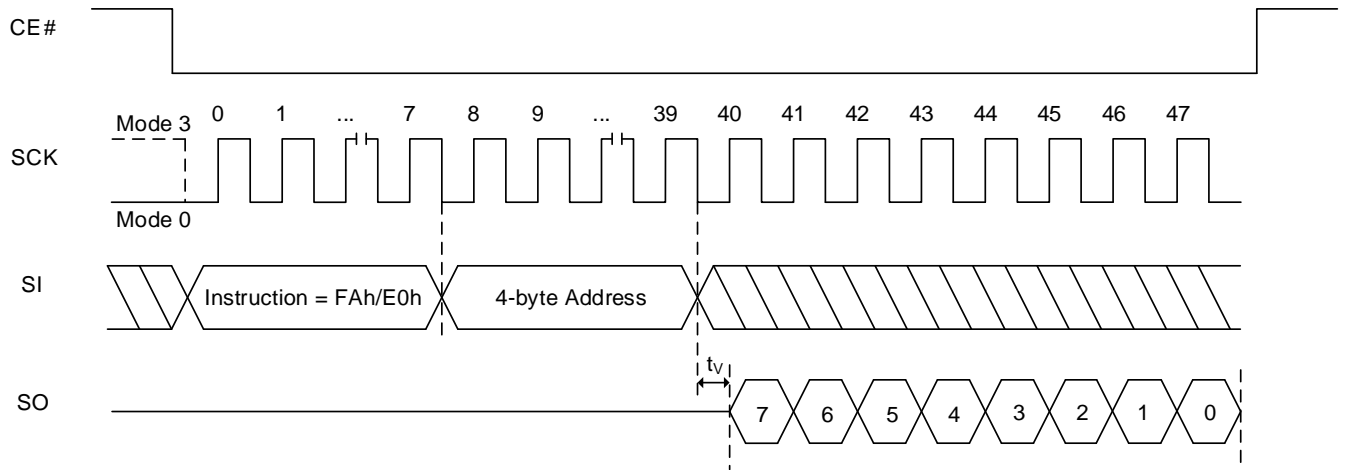 CE#
0 1 ... 7 8 9 ... 39 40 41 42 43 44 45 46 47
Mode 3
SCK
Mode 0
SI
Instruction = FAh/E0h 4-byte Address
tV
SO
7 6 5 4 3 2 1 0